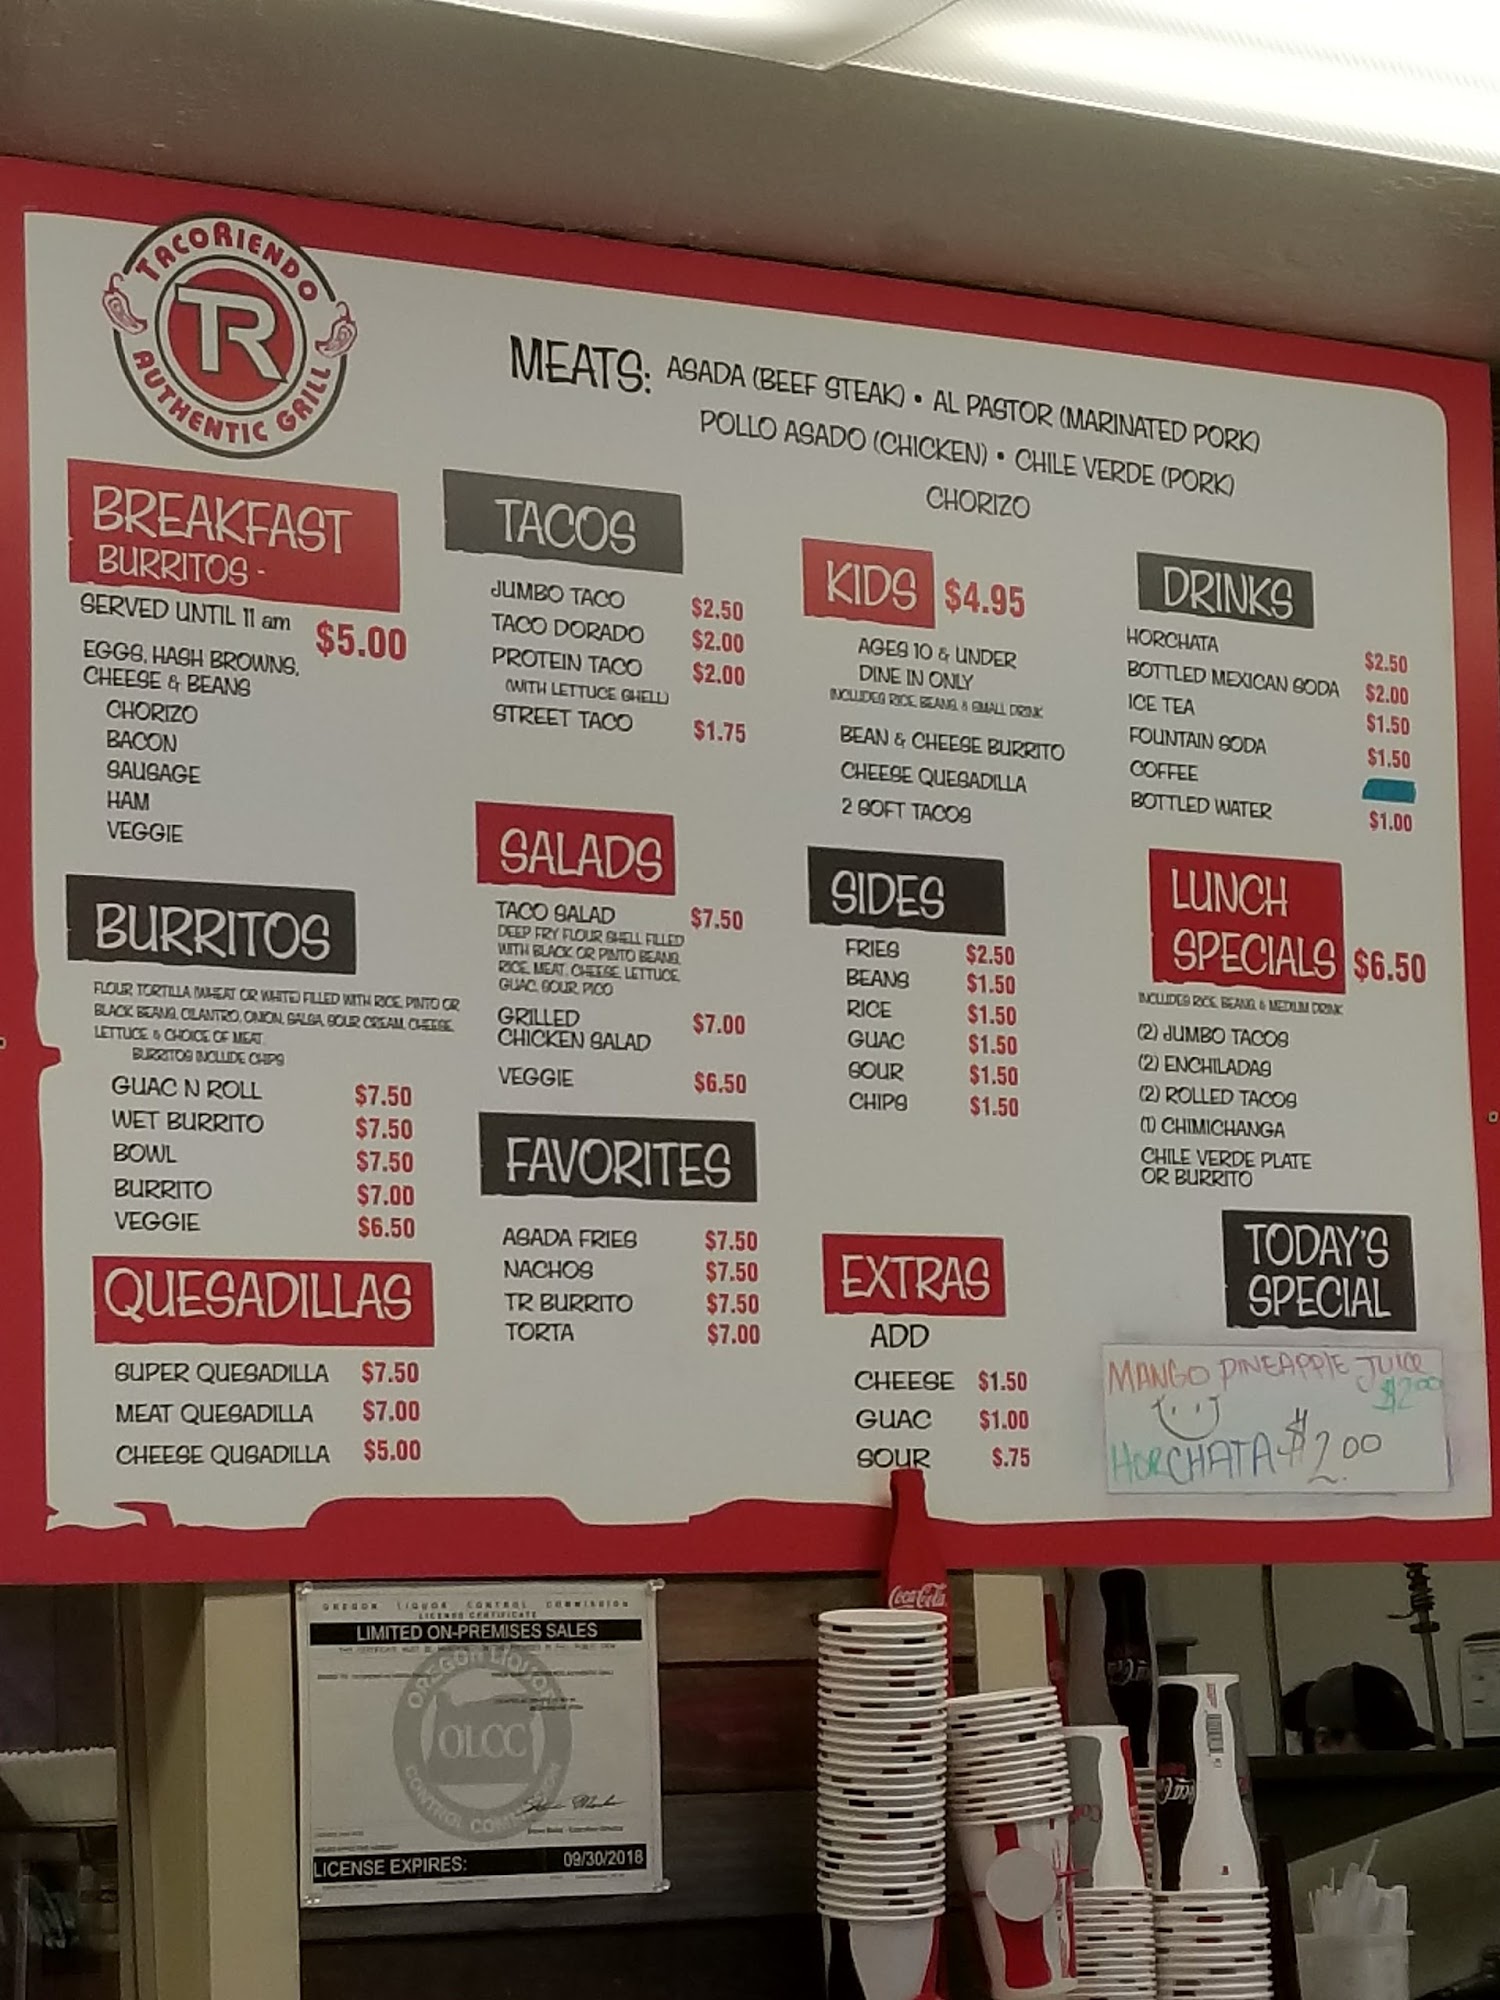 TACORIENDO
TR
AUTHENTIC GRILL
MEATS: ASADA (BEEF STEAK) • AL PASTOR (MARINATED PORK)
POLLO ASADO (CHICKEN) • CHILE VERDE (PORK)
CHORIZO
BREAKFAST
BURRITOS -
SERVED UNTIL 11 am $5.00
EGGS, HASH BROWNS,
CHEESE & BEANS
CHORIZO
BACON
SAUSAGE
HAM
VEGGIE
BURRITOS
FLOUR TORTILLA (WHEAT OR WHITE) FILLED WITH RICE, PINTO OR
BLACK BEANS, CILANTRO, ONION, SALSA, SOUR CREAM, CHEESE,
LETTUCE & CHOICE OF MEAT.
BURRITOS INCLUDE CHIPS
GUAC N ROLL $7.50
WET BURRITO $7.50
BOWL $7.50
BURRITO $7.00
VEGGIE $6.50
QUESADILLAS
SUPER QUESADILLA $7.50
MEAT QUESADILLA $7.00
CHEESE QUSADILLA $5.00
TACOS
JUMBO TACO $2.50
TACO DORADO $2.00
PROTEIN TACO $2.00
(WITH LETTUCE SHELL)
STREET TACO $1.75
SALADS
TACO SALAD $7.50
DEEP FRY FLOUR SHELL FILLED
WITH BLACK OR PINTO BEANS,
RICE, MEAT, CHEESE, LETTUCE,
GUAC, SOUR, PICO
GRILLED $7.00
CHICKEN SALAD
VEGGIE $6.50
FAVORITES
ASADA FRIES $7.50
NACHOS $7.50
TR BURRITO $7.50
TORTA $7.00
KIDS $4.95
AGES 10 & UNDER
DINE IN ONLY
INCLUDES RICE, BEANS, & SMALL DRINK
BEAN & CHEESE BURRITO
CHEESE QUESADILLA
2 SOFT TACOS
SIDES
FRIES $2.50
BEANS $1.50
RICE $1.50
GUAC $1.50
SOUR $1.50
CHIPS $1.50
EXTRAS
ADD
CHEESE $1.50
GUAC $1.00
SOUR $.75
DRINKS
HORCHATA $2.50
BOTTLED MEXICAN SODA $2.00
ICE TEA $1.50
FOUNTAIN SODA $1.50
COFFEE
BOTTLED WATER $1.00
LUNCH
SPECIALS $6.50
INCLUDES RICE, BEANS, & MEDIUM DRINK
(2) JUMBO TACOS
(2) ENCHILADAS
(2) ROLLED TACOS
(1) CHIMICHANGA
CHILE VERDE PLATE
OR BURRITO
TODAY'S
SPECIAL
MANGO PINEAPPLE JUICE
$2.00
HORCHATA $2.00
OREGON LIQUOR CONTROL COMMISSION
LICENSE CERTIFICATE
LIMITED ON-PREMISES SALES
OREGON LIQUOR
OLCC
CONTROL COMMISSION
LICENSE EXPIRES: 09/30/2018
Coca-Cola